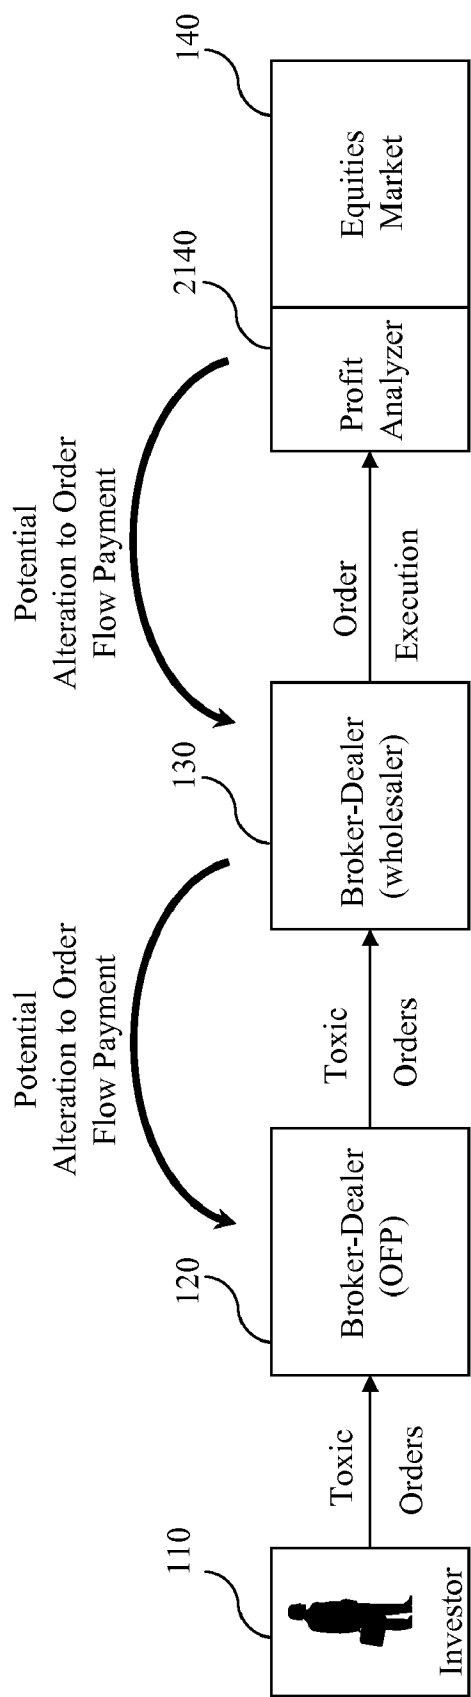 Potential
Alteration to Order
Flow Payment
Potential
Alteration to Order
Flow Payment
110
120
130
2140
140
Investor
Toxic
Orders
Broker-Dealer
(OFP)
Toxic
Orders
Broker-Dealer
(wholesaler)
Order
Execution
Profit
Analyzer
Equities
Market